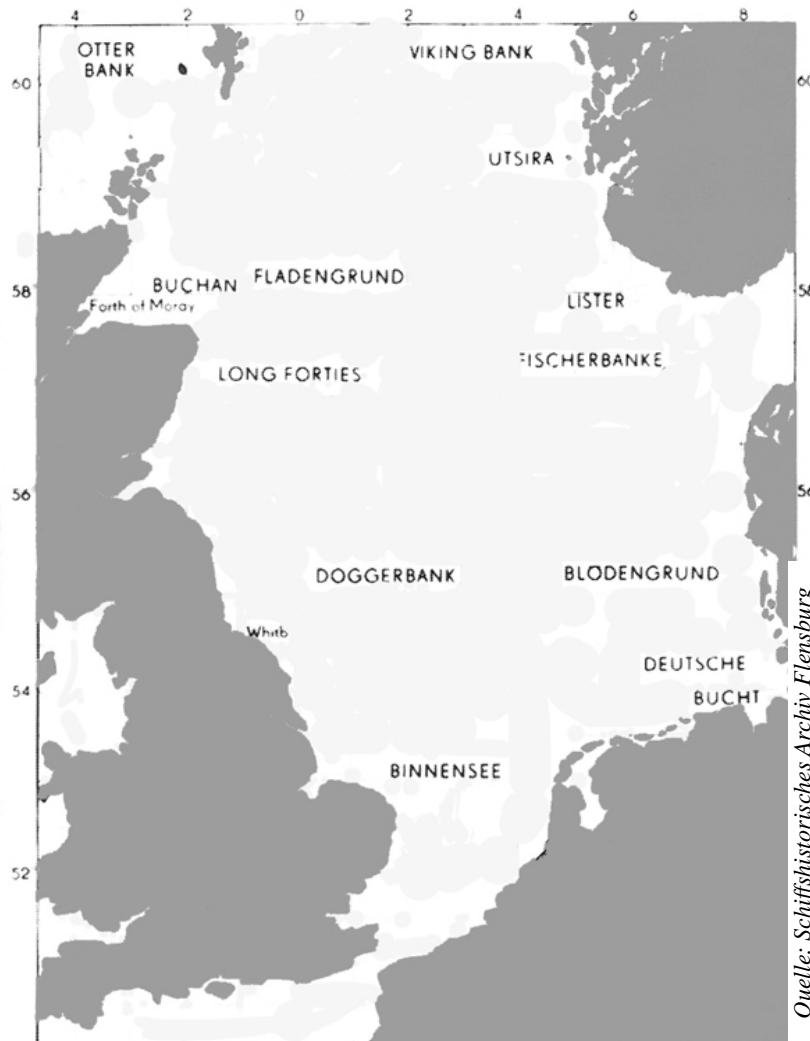 4 2 0 2 4 6 8
OTTER
BANK
VIKING BANK
60 60
UTSIRA
BUCHAN
FLADENGRUND
58 58
LISTER
Forth of Moray
FISCHERBANKE
LONG FORTIES
56 56
DOGGERBANK
BLÖDENGRUND
Whitb
DEUTSCHE
BUCHT
54
BINNENSEE
52
Quelle: Schiffshistorisches Archiv Flensburg